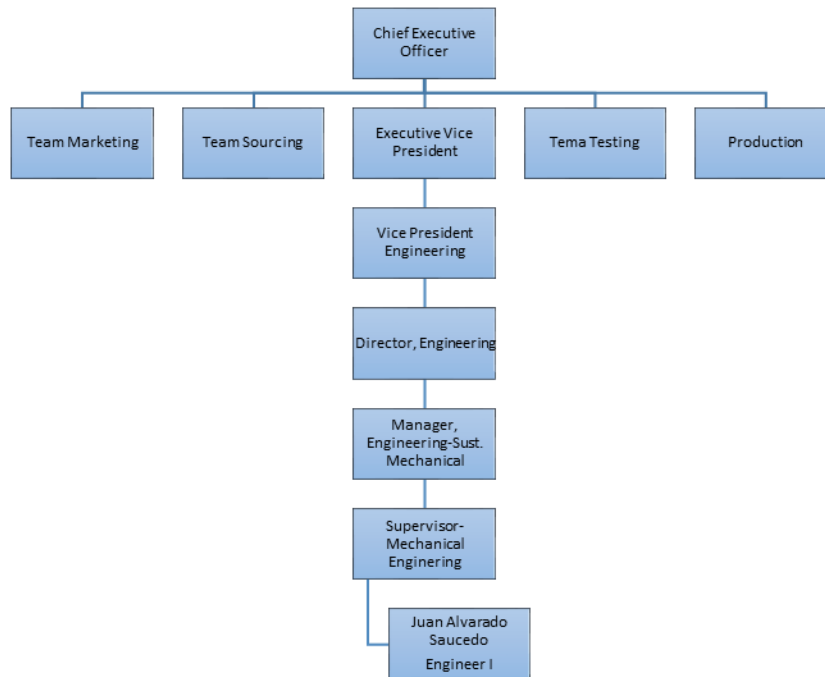 Chief Executive
Officer
Team Marketing
Team Sourcing
Executive Vice
President
Tema Testing
Production
Vice President
Engineering
Director, Engineering
Manager,
Engineering-Sust.
Mechanical
Supervisor-
Mechanical
Enginering
Juan Alvarado
Saucedo
Engineer I